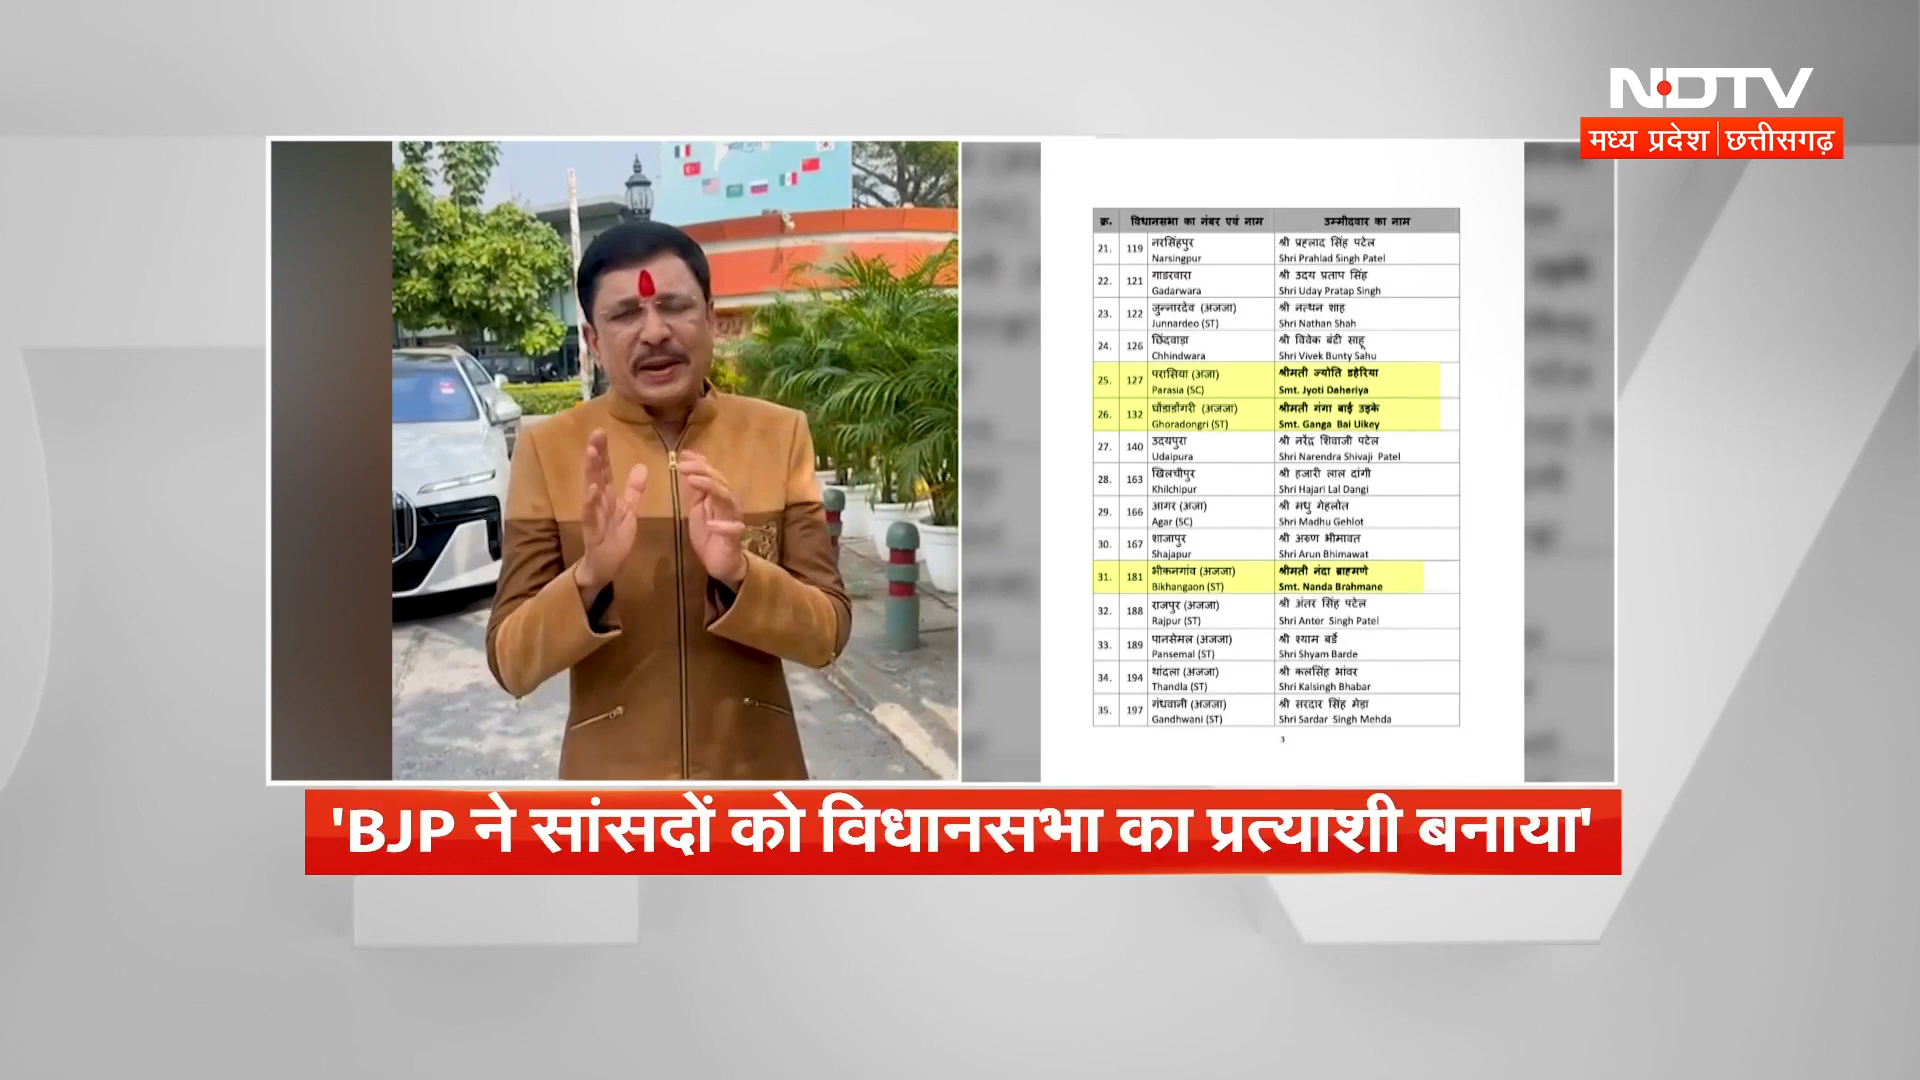 NDTV
मध्य प्रदेश|छत्तीसगढ़
क्र. विधानसभा का नंबर एवं नाम उम्मीदवार का नाम
21. 119 नरसिंहपुर श्री प्रहलाद सिंह पटेल
Narsingpur Shri Prahlad Singh Patel
22. 121 गाडरवारा श्री उदय प्रताप सिंह
Gadarwara Shri Uday Pratap Singh
23. 122 जुन्नारदेव (अजजा) श्री नत्थन शाह
Junnardeo (ST) Shri Nathan Shah
24. 126 छिंदवाड़ा श्री विवेक बंटी साहू
Chhindwara Shri Vivek Bunty Sahu
25. 127 परासिया (अजा) श्रीमती ज्योति डहेरिया
Parasia (SC) Smt. Jyoti Daheriya
26. 132 घोंडाडोंगरी (अजजा) श्रीमती गंगा बाई उइके
Ghoradongri (ST) Smt. Ganga Bai Uikey
27. 140 उदयपुरा श्री नरेंद्र शिवाजी पटेल
Udaipura Shri Narendra Shivaji Patel
28. 163 खिलचीपुर श्री हजारी लाल दांगी
Khilchipur Shri Hajari Lal Dangi
29. 166 आगर (अजा) श्री मधु गेहलोत
Agar (SC) Shri Madhu Gehlot
30. 167 शाजापुर श्री अरुण भीमावत
Shajapur Shri Arun Bhimawat
31. 181 भीकनगांव (अजजा) श्रीमती नंदा ब्राहमणे
Bikhangaon (ST) Smt. Nanda Brahmane
32. 188 राजपुर (अजजा) श्री अंतर सिंह पटेल
Rajpur (ST) Shri Anter Singh Patel
33. 189 पानसेमल (अजजा) श्री श्याम बर्डे
Pansemal (ST) Shri Shyam Barde
34. 194 थांदला (अजजा) श्री कलसिंह भांवर
Thandla (ST) Shri Kalsingh Bhabar
35. 197 गंधवानी (अजजा) श्री सरदार सिंह मेड़ा
Gandhwani (ST) Shri Sardar Singh Mehda
3
'BJP ने सांसदों को विधानसभा का प्रत्याशी बनाया'